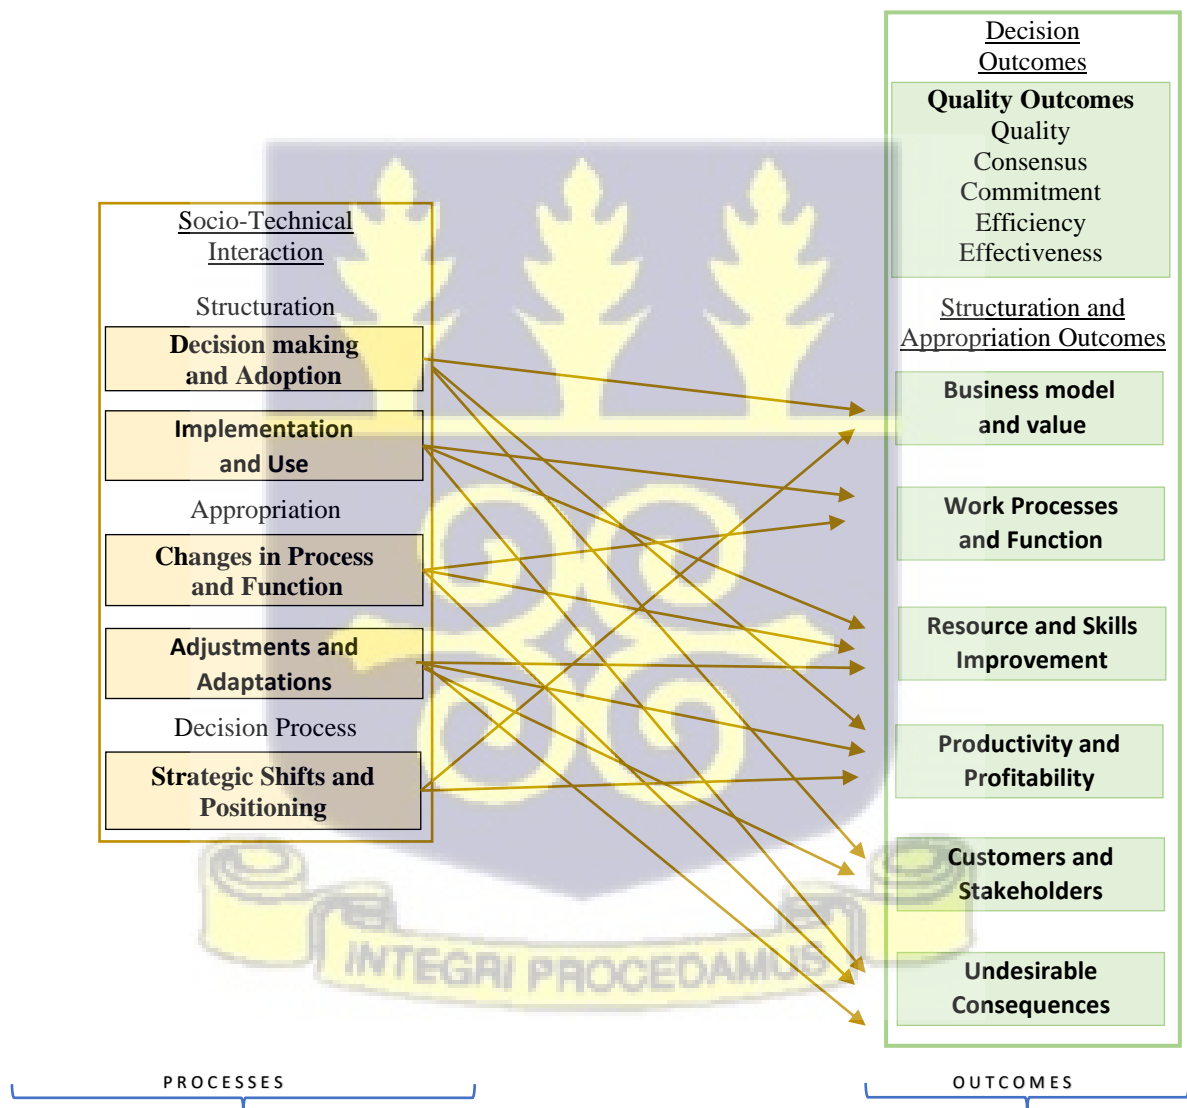 Socio-Technical
Interaction
Structuration
Decision making
and Adoption
Implementation
and Use
Appropriation
Changes in Process
and Function
Adjustments and
Adaptations
Decision Process
Strategic Shifts and
Positioning
Decision
Outcomes
Quality Outcomes
Quality
Consensus
Commitment
Efficiency
Effectiveness
Structuration and
Appropriation Outcomes
Business model
and value
Work Processes
and Function
Resource and Skills
Improvement
Productivity and
Profitability
Customers and
Stakeholders
Undesirable
Consequences
INTEGRI PROCEDAMUS
PROCESSES
OUTCOMES